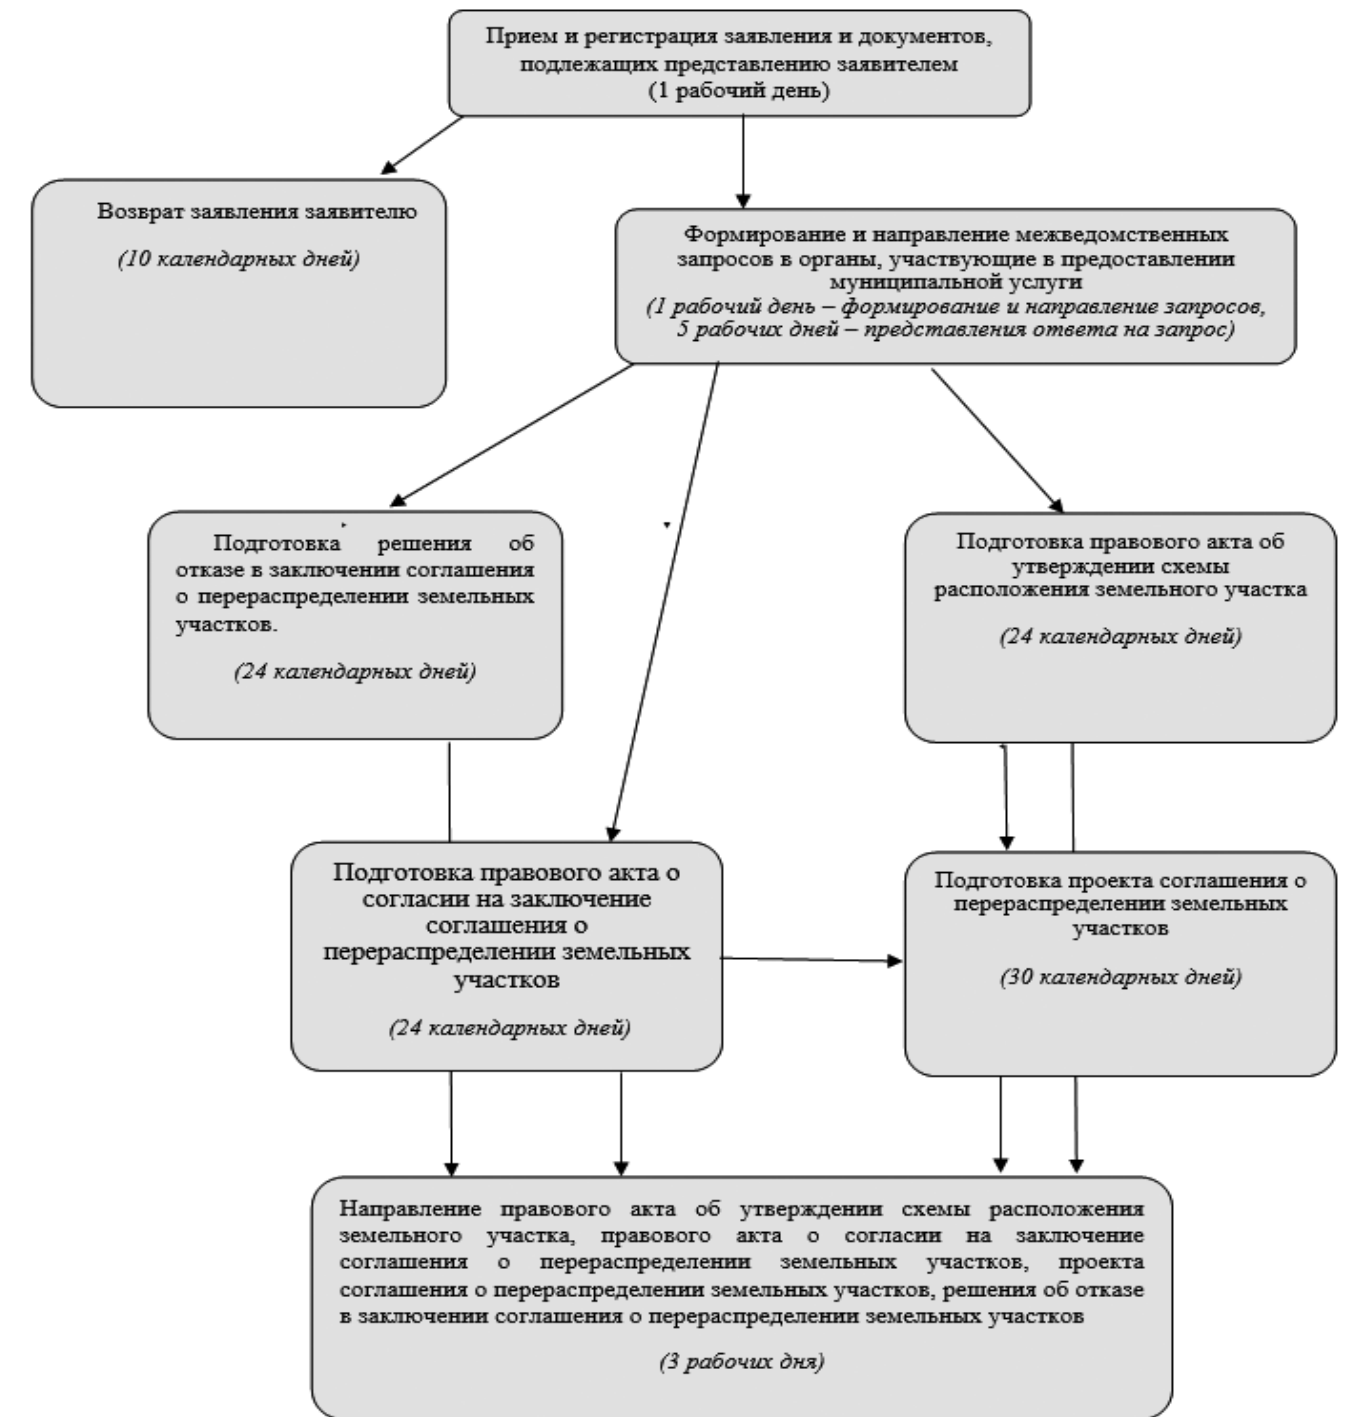 Прием и регистрация заявления и документов,
подлежащих представлению заявителем
(1 рабочий день)
Возврат заявления заявителю
(10 календарных дней)
Формирование и направление межведомственных
запросов в органы, участвующие в предоставлении
муниципальной услуги
(1 рабочий день – формирование и направление запросов,
5 рабочих дней – представления ответа на запрос)
Подготовка решения об
отказе в заключении соглашения
о перераспределении земельных
участков.
(24 календарных дней)
Подготовка правового акта об
утверждении схемы
расположения земельного участка
(24 календарных дней)
Подготовка правового акта о
согласии на заключение
соглашения о
перераспределении земельных
участков
(24 календарных дней)
Подготовка проекта соглашения о
перераспределении земельных
участков
(30 календарных дней)
Направление правового акта об утверждении схемы расположения
земельного участка, правового акта о согласии на заключение
соглашения о перераспределении земельных участков, проекта
соглашения о перераспределении земельных участков, решения об отказе
в заключении соглашения о перераспределении земельных участков
(3 рабочих дня)